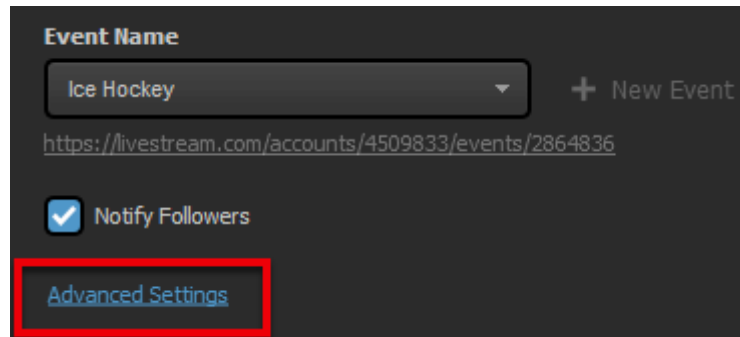 Event Name
Ice Hockey
+ New Event
https://livestream.com/accounts/4509833/events/2864836
Notify Followers
Advanced Settings